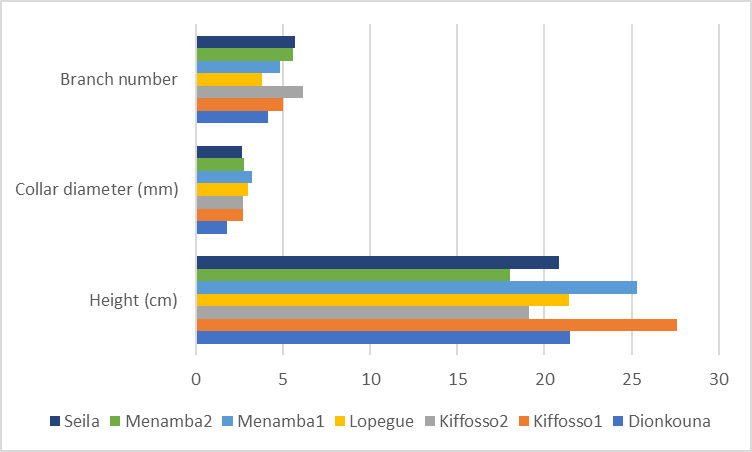 Branch number
Collar diameter (mm)
Height (cm)
0 5 10 15 20 25 30
Seila Menamba2 Menamba1 Lopegue Kiffosso2 Kiffosso1 Dionkouna